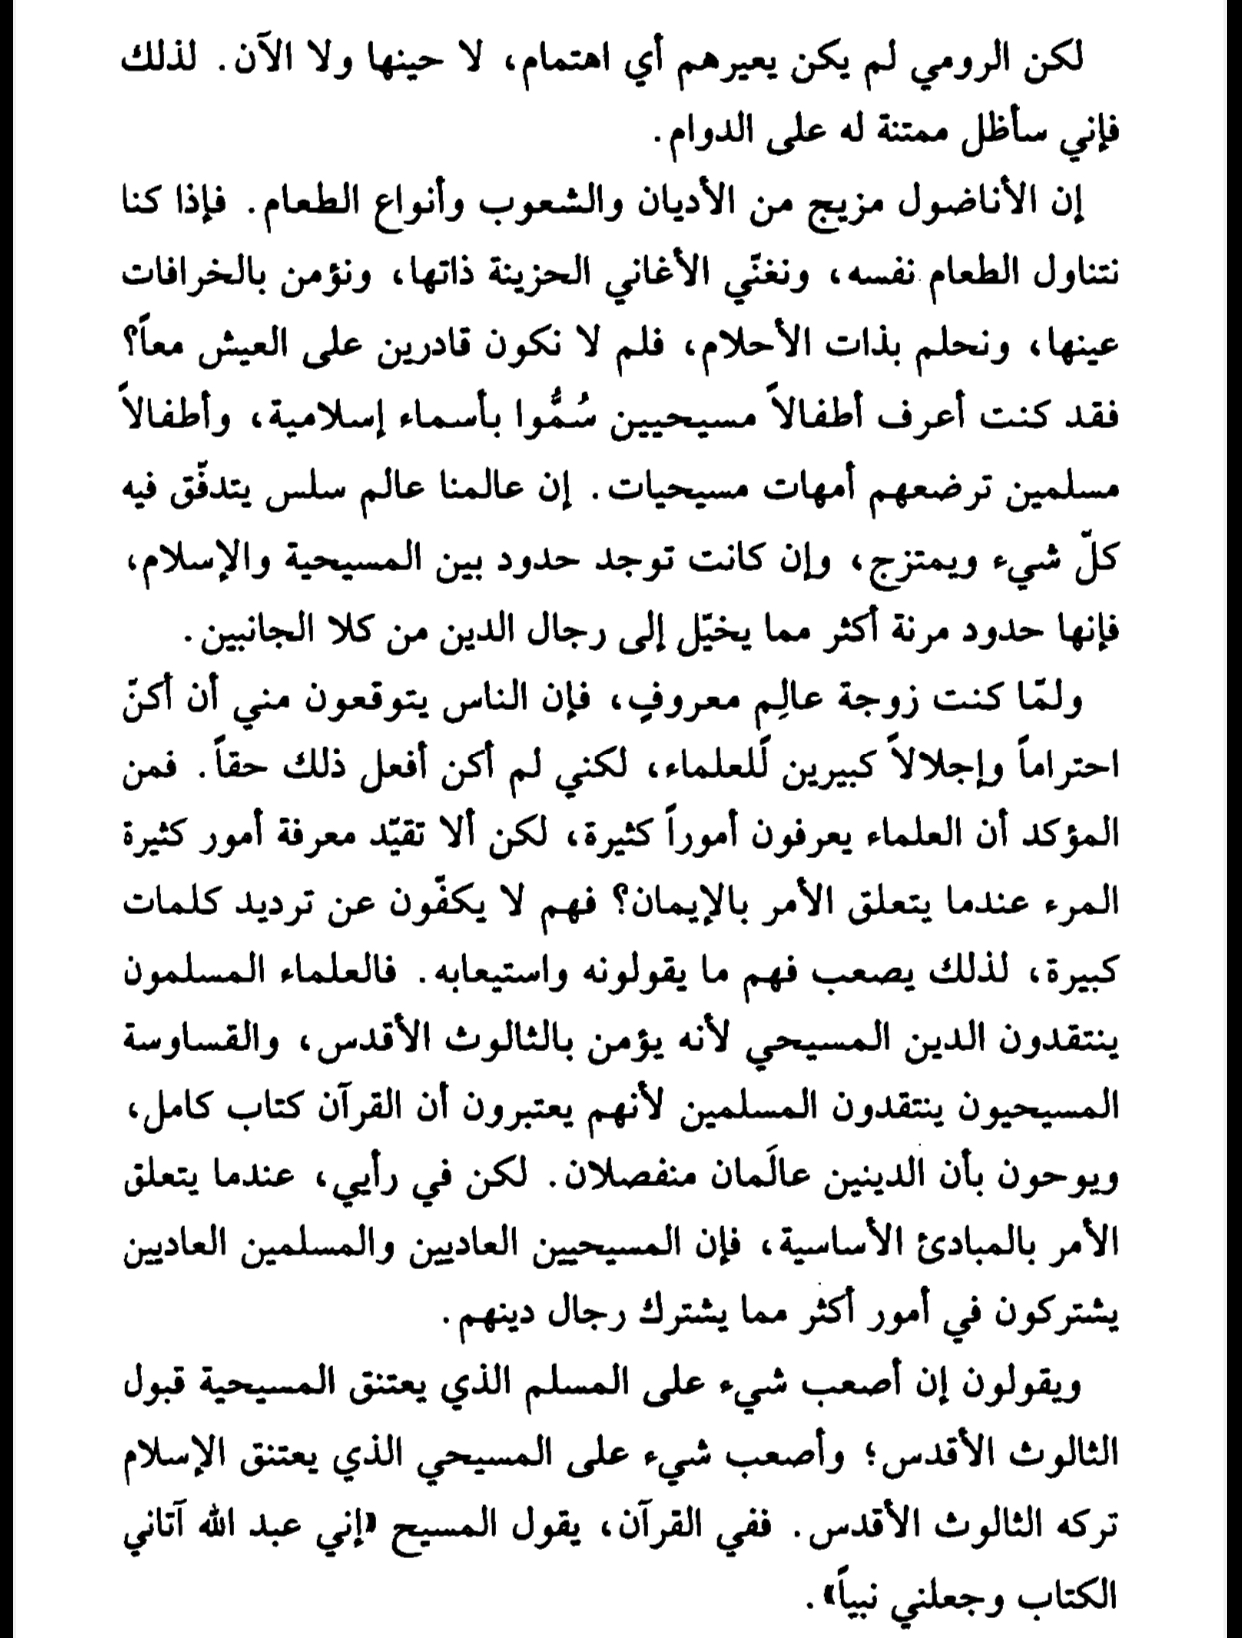 لكن الرومي لم يكن يعيرهم أي اهتمام، لا حينها ولا الآن. لذلك
فإني سأظل ممتنة له على الدوام.
إن الأناضول مزيج من الأديان والشعوب وأنواع الطعام. فإذا كنا
نتناول الطعام نفسه، ونغنّي الأغاني الحزينة ذاتها، ونؤمن بالخرافات
عينها، ونحلم بذات الأحلام، فلم لا نكون قادرين على العيش معاً؟
فقد كنت أعرف أطفالاً مسيحيين سُمُّوا بأسماء إسلامية، وأطفالاً
مسلمين ترضعهم أمهات مسيحيات. إن عالمنا عالم سلس يتدفّق فيه
كلّ شيء ويمتزج، وإن كانت توجد حدود بين المسيحية والإسلام،
فإنها حدود مرنة أكثر مما يخيّل إلى رجال الدين من كلا الجانبين.
ولمّا كنت زوجة عالِم معروفٍ، فإن الناس يتوقعون مني أن أكنّ
احتراماً وإجلالاً كبيرين للعلماء، لكني لم أكن أفعل ذلك حقاً. فمن
المؤكد أن العلماء يعرفون أموراً كثيرة، لكن ألا تقيّد معرفة أمور كثيرة
المرء عندما يتعلق الأمر بالإيمان؟ فهم لا يكفّون عن ترديد كلمات
كبيرة، لذلك يصعب فهم ما يقولونه واستيعابه. فالعلماء المسلمون
ينتقدون الدين المسيحي لأنه يؤمن بالثالوث الأقدس، والقساوسة
المسيحيون ينتقدون المسلمين لأنهم يعتبرون أن القرآن كتاب كامل،
ويوحون بأن الدينين عالَمان منفصلان. لكن في رأيي، عندما يتعلق
الأمر بالمبادئ الأساسية، فإن المسيحيين العاديين والمسلمين العاديين
يشتركون في أمور أكثر مما يشترك رجال دينهم.
ويقولون إن أصعب شيء على المسلم الذي يعتنق المسيحية قبول
الثالوث الأقدس؛ وأصعب شيء على المسيحي الذي يعتنق الإسلام
تركه الثالوث الأقدس. ففي القرآن، يقول المسيح «إني عبد الله آتاني
الكتاب وجعلني نبياً».